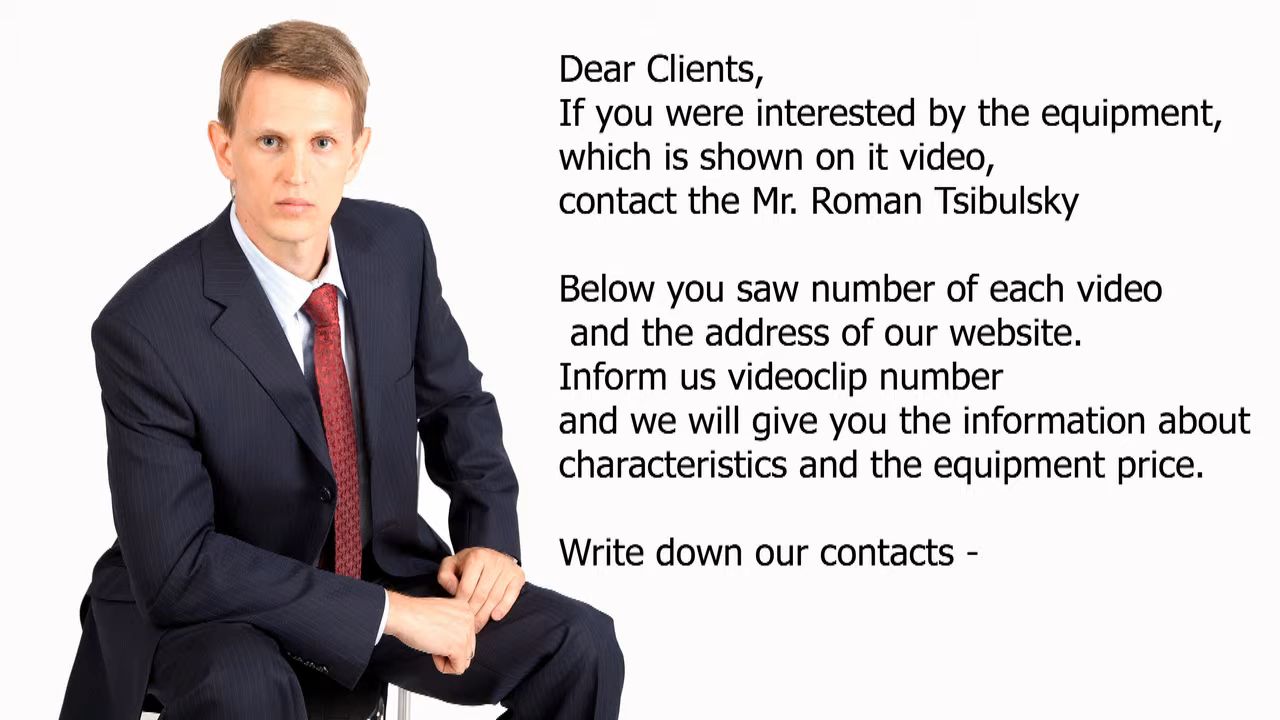 Dear Clients,
If you were interested by the equipment,
which is shown on it video,
contact the Mr. Roman Tsibulsky
Below you saw number of each video
and the address of our website.
Inform us videoclip number
and we will give you the information about
characteristics and the equipment price.
Write down our contacts -